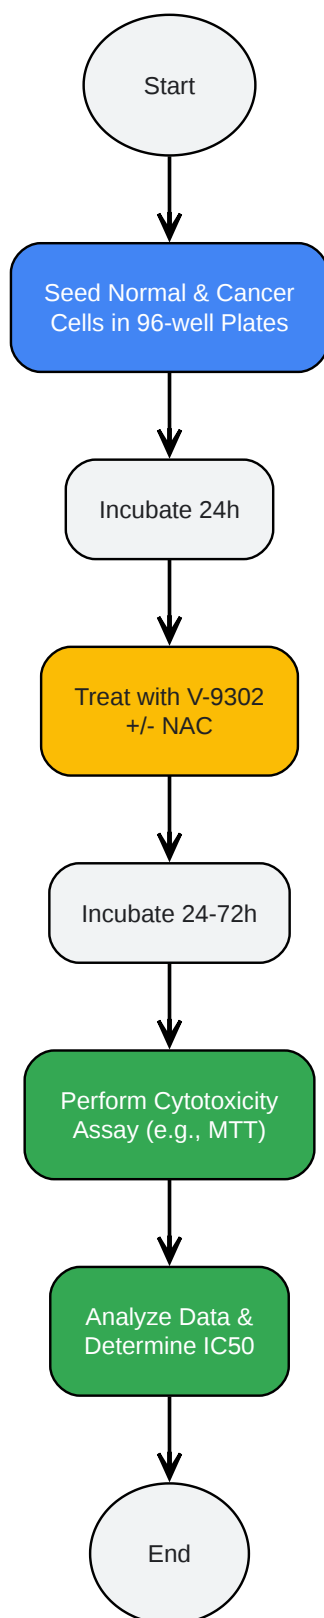 Start
Seed Normal & Cancer
Cells in 96-well Plates
Incubate 24h
Treat with V-9302
+/- NAC
Incubate 24-72h
Perform Cytotoxicity
Assay (e.g., MTT)
Analyze Data &
Determine IC50
End